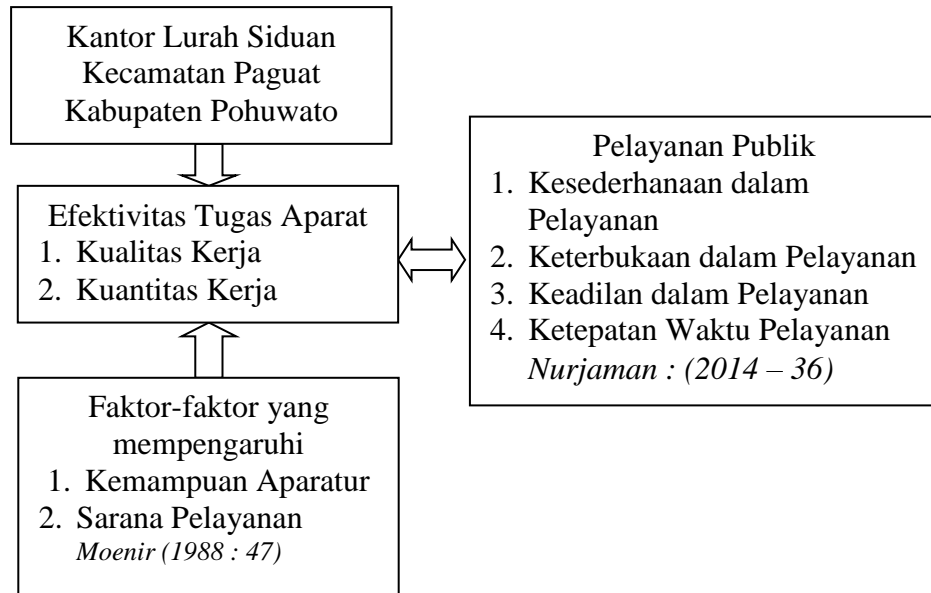 Kantor Lurah Siduan
Kecamatan Paguat
Kabupaten Pohuwato
Efektivitas Tugas Aparat
1. Kualitas Kerja
2. Kuantitas Kerja
Pelayanan Publik
1. Kesederhanaan dalam
Pelayanan
2. Keterbukaan dalam Pelayanan
3. Keadilan dalam Pelayanan
4. Ketepatan Waktu Pelayanan
Nurjaman : (2014 – 36)
Faktor-faktor yang
mempengaruhi
1. Kemampuan Aparatur
2. Sarana Pelayanan
Moenir (1988 : 47)